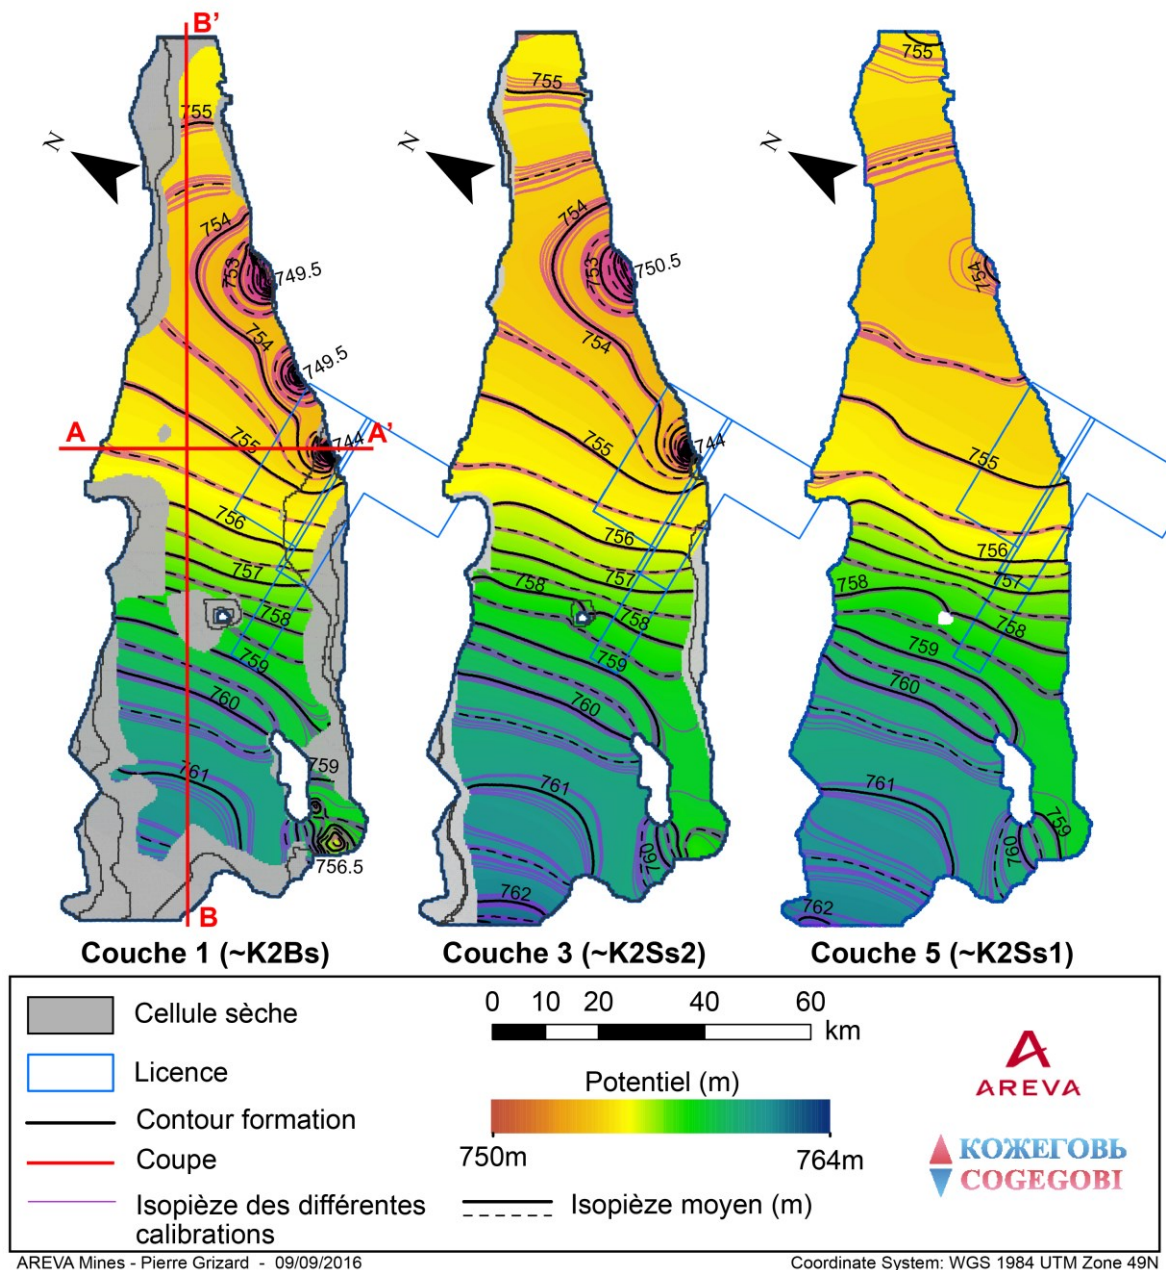 B'
755
N
754
753
749.5
754
749.5
A
744
A'
755
756
757
758
759
760
761
759
756.5
B
Couche 1 (~K2Bs)
755
N
754
753
750.5
754
744
755
756
757
758
758
759
760
761
760
762
Couche 3 (~K2Ss2)
755
N
754
755
756
757
758
758
759
760
761
759
760
762
Couche 5 (~K2Ss1)
Cellule sèche
Licence
Contour formation
Coupe
Isopièze des différentes
calibrations
0 10 20 40 60
km
Potentiel (m)
750m 764m
Isopièze moyen (m)
AREVA
КОЖЕГОВЬ
COGEGOBI
AREVA Mines - Pierre Grizard - 09/09/2016
Coordinate System: WGS 1984 UTM Zone 49N